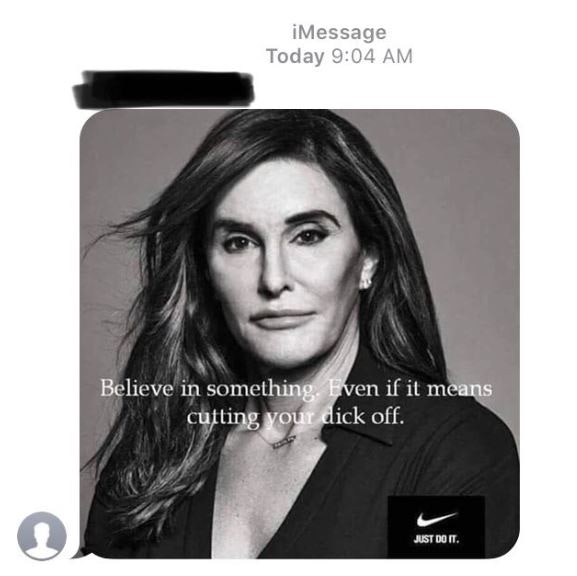 iMessage
Today 9:04 AM
Believe in something. Even if it means
cutting your dick off.
JUST DO IT.